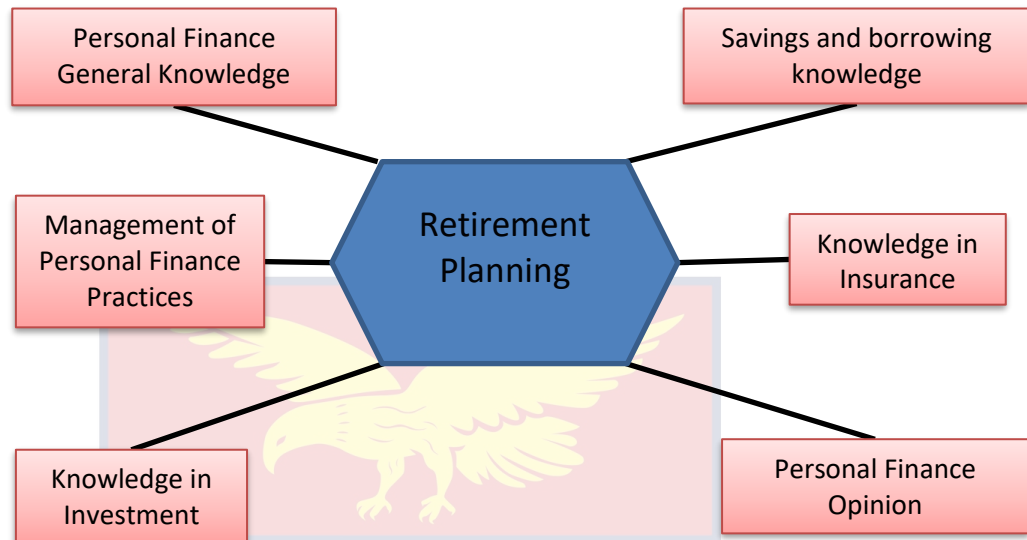 Personal Finance
General Knowledge
Savings and borrowing
knowledge
Retirement
Planning
Management of
Personal Finance
Practices
Knowledge in
Insurance
Knowledge in
Investment
Personal Finance
Opinion